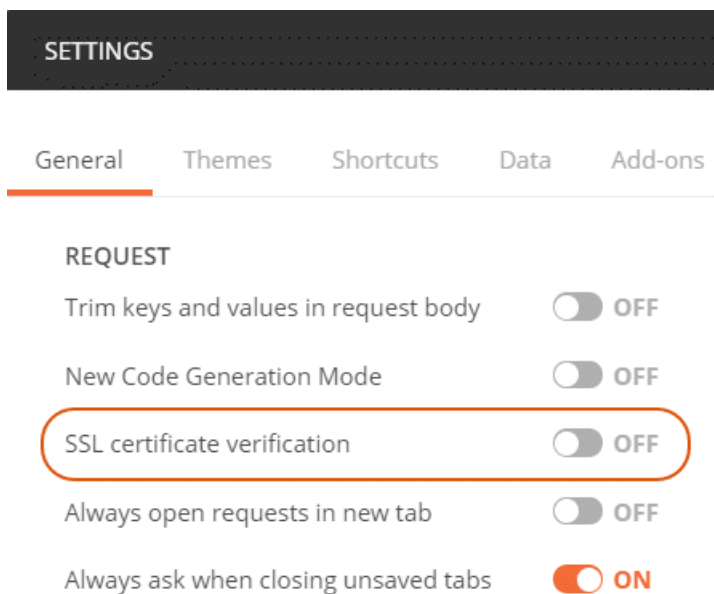 SETTINGS
General Themes Shortcuts Data Add-ons
REQUEST
Trim keys and values in request body OFF
New Code Generation Mode OFF
SSL certificate verification OFF
Always open requests in new tab OFF
Always ask when closing unsaved tabs ON